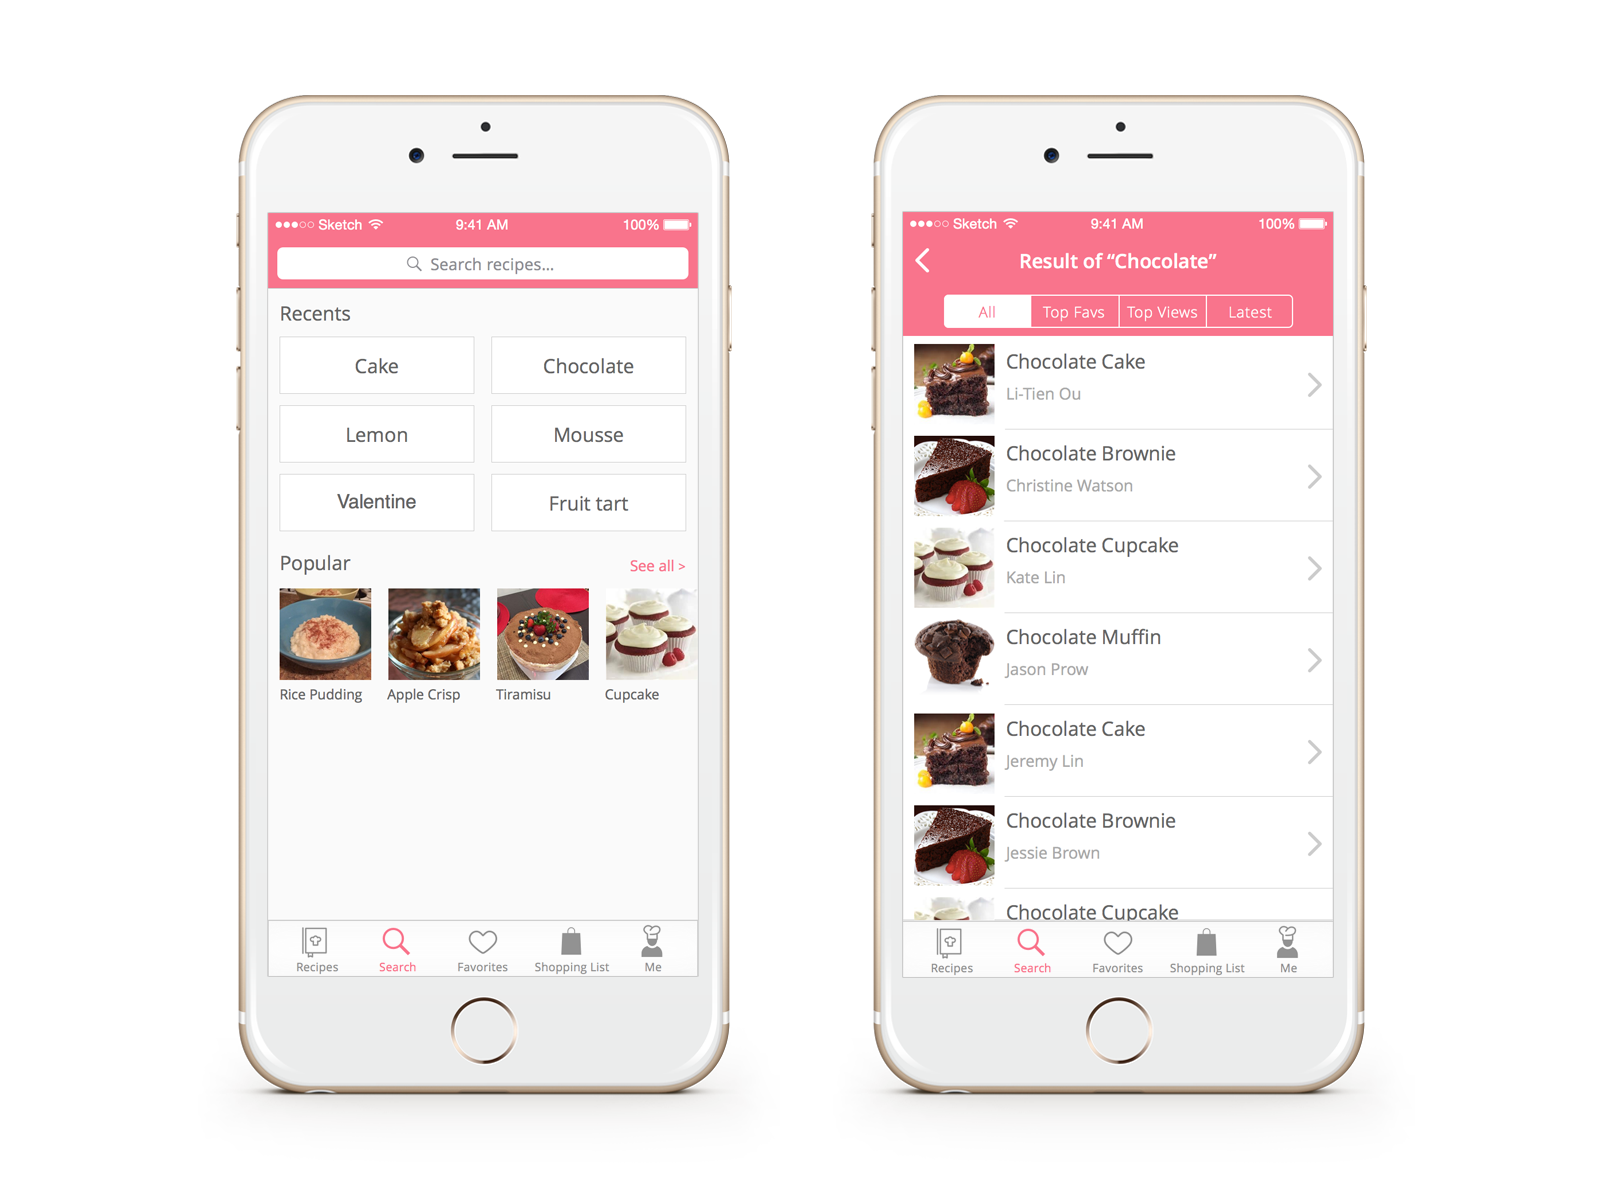 Sketch 9:41 AM 100%
Search recipes...
Recents
Cake Chocolate
Lemon Mousse
Valentine Fruit tart
Popular See all >
Rice Pudding Apple Crisp Tiramisu Cupcake
Recipes Search Favorites Shopping List Me
Sketch 9:41 AM 100%
Result of “Chocolate”
All Top Favs Top Views Latest
Chocolate Cake
Li-Tien Ou
Chocolate Brownie
Christine Watson
Chocolate Cupcake
Kate Lin
Chocolate Muffin
Jason Prow
Chocolate Cake
Jeremy Lin
Chocolate Brownie
Jessie Brown
Chocolate Cupcake
Recipes Search Favorites Shopping List Me